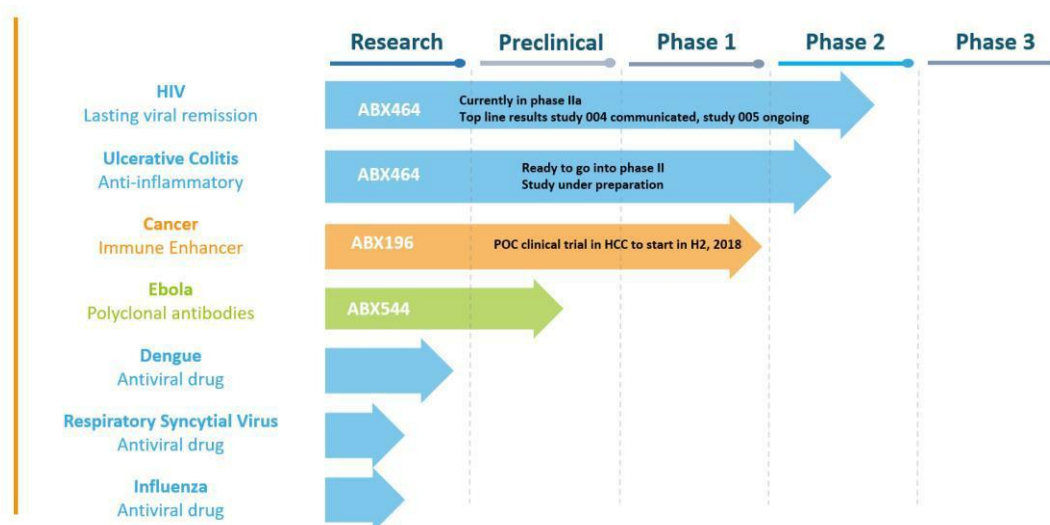 Research Preclinical Phase 1 Phase 2 Phase 3
HIV
Lasting viral remission
ABX464
Currently in phase IIa
Top line results study 004 communicated, study 005 ongoing
Ulcerative Colitis
Anti-inflammatory
ABX464
Ready to go into phase II
Study under preparation
Cancer
Immune Enhancer
ABX196
POC clinical trial in HCC to start in H2, 2018
Ebola
Polyclonal antibodies
ABX544
Dengue
Antiviral drug
Respiratory Syncytial Virus
Antiviral drug
Influenza
Antiviral drug